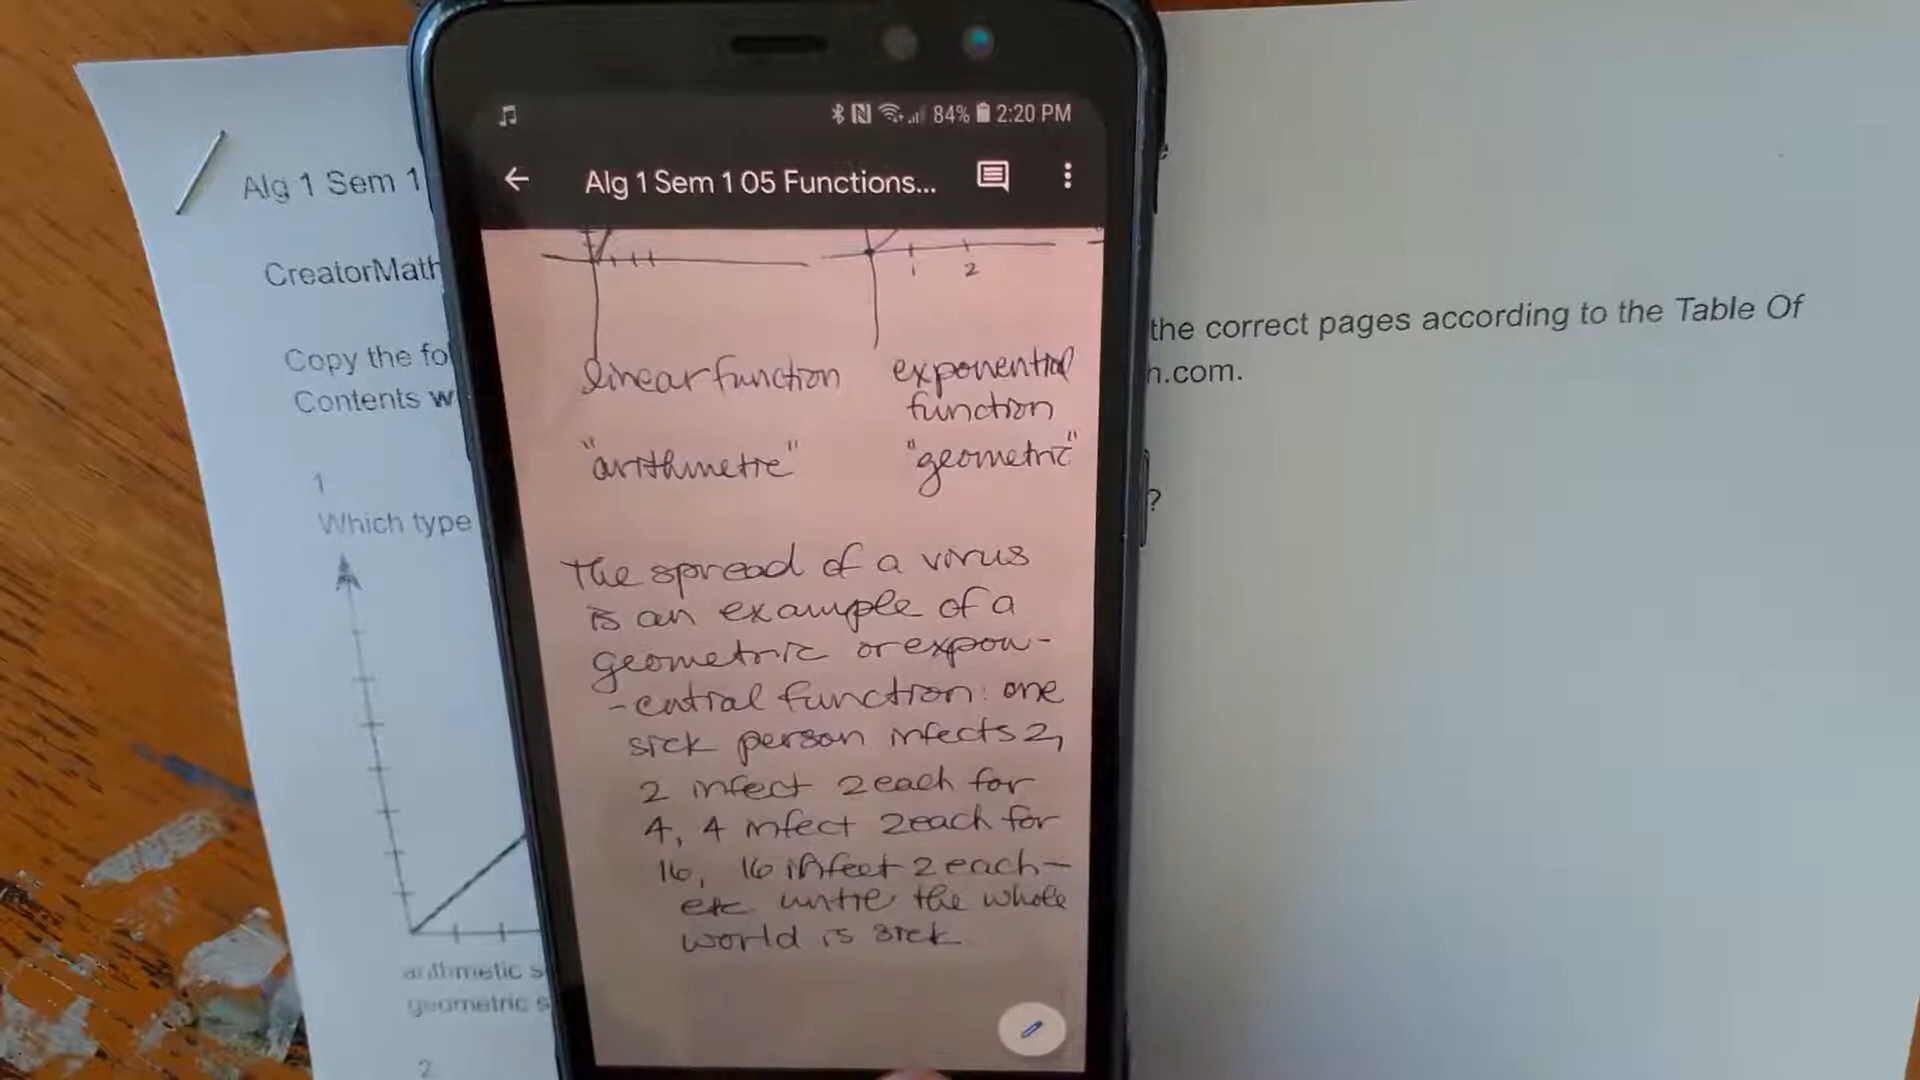 84% 2:20 PM
Alg 1 Sem 1 05 Functions...
1 2
linear function
exponential
function
"arithmetic"
"geometric"
The spread of a virus
is an example of a
geometric or expon-
-ential function: one
sick person infects 2,
2 infect 2 each for
4, 4 infect 2 each for
16, 16 infect 2 each—
etc until the whole
world is sick
Alg 1 Sem 1
CreatorMath
Copy the fo
the correct pages according to the Table Of
Contents w
h.com.
1
Which type
?
arithmetic s
geometric s
2